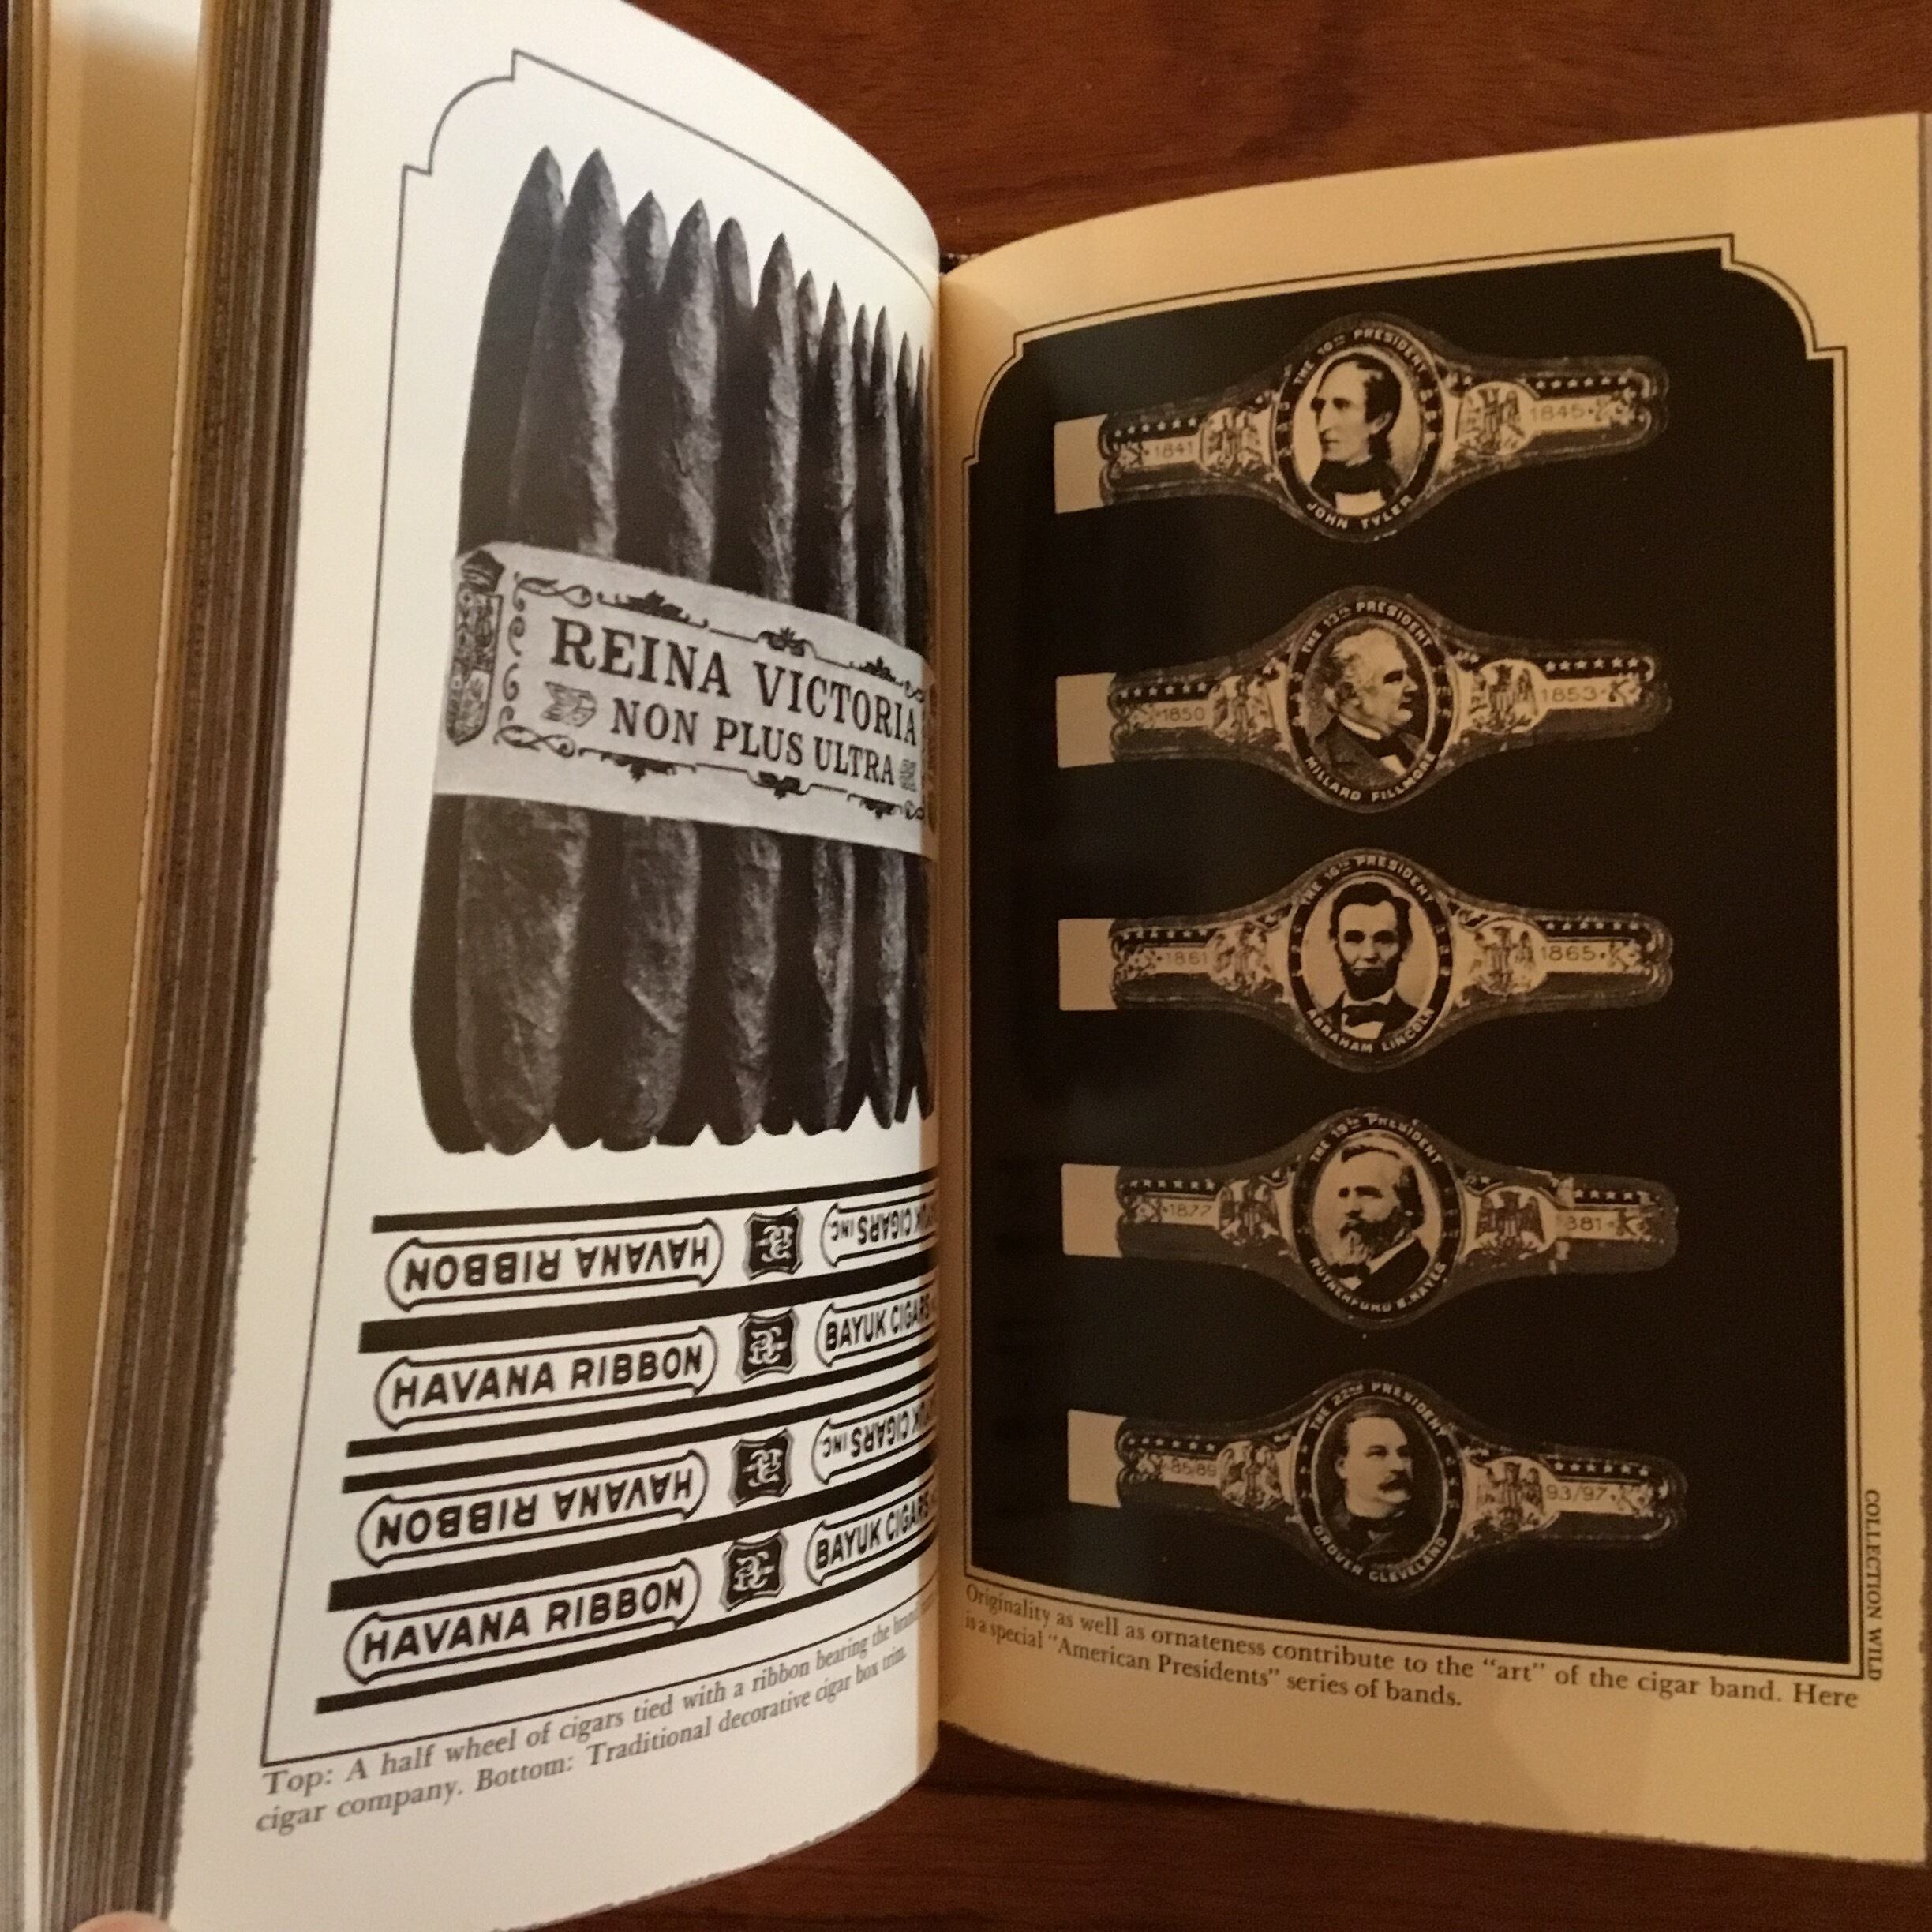 REINA VICTORIA
NON PLUS ULTRA
HAVANA RIBBON
CIGARS INC.
HAVANA RIBBON
BAYUK CIGARS
HAVANA RIBBON
CIGARS INC.
HAVANA RIBBON
BAYUK CIGARS
Top: A half wheel of cigars tied with a ribbon bearing the
cigar company. Bottom: Traditional decorative cigar box trim.
THE 10TH PRESIDENT
1841
1845
JOHN TYLER
THE 13TH PRESIDENT
1850
1853
MILLARD FILLMORE
THE 16TH PRESIDENT
1861
1865
ABRAHAM LINCOLN
THE 19TH PRESIDENT
1877
1881
RUTHERFORD B. HAYES
THE 22ND PRESIDENT
85/89
93/97
GROVER CLEVELAND
COLLECTION WILD
Originality as well as ornateness contribute to the "art" of the cigar band. Here
is a special "American Presidents" series of bands.